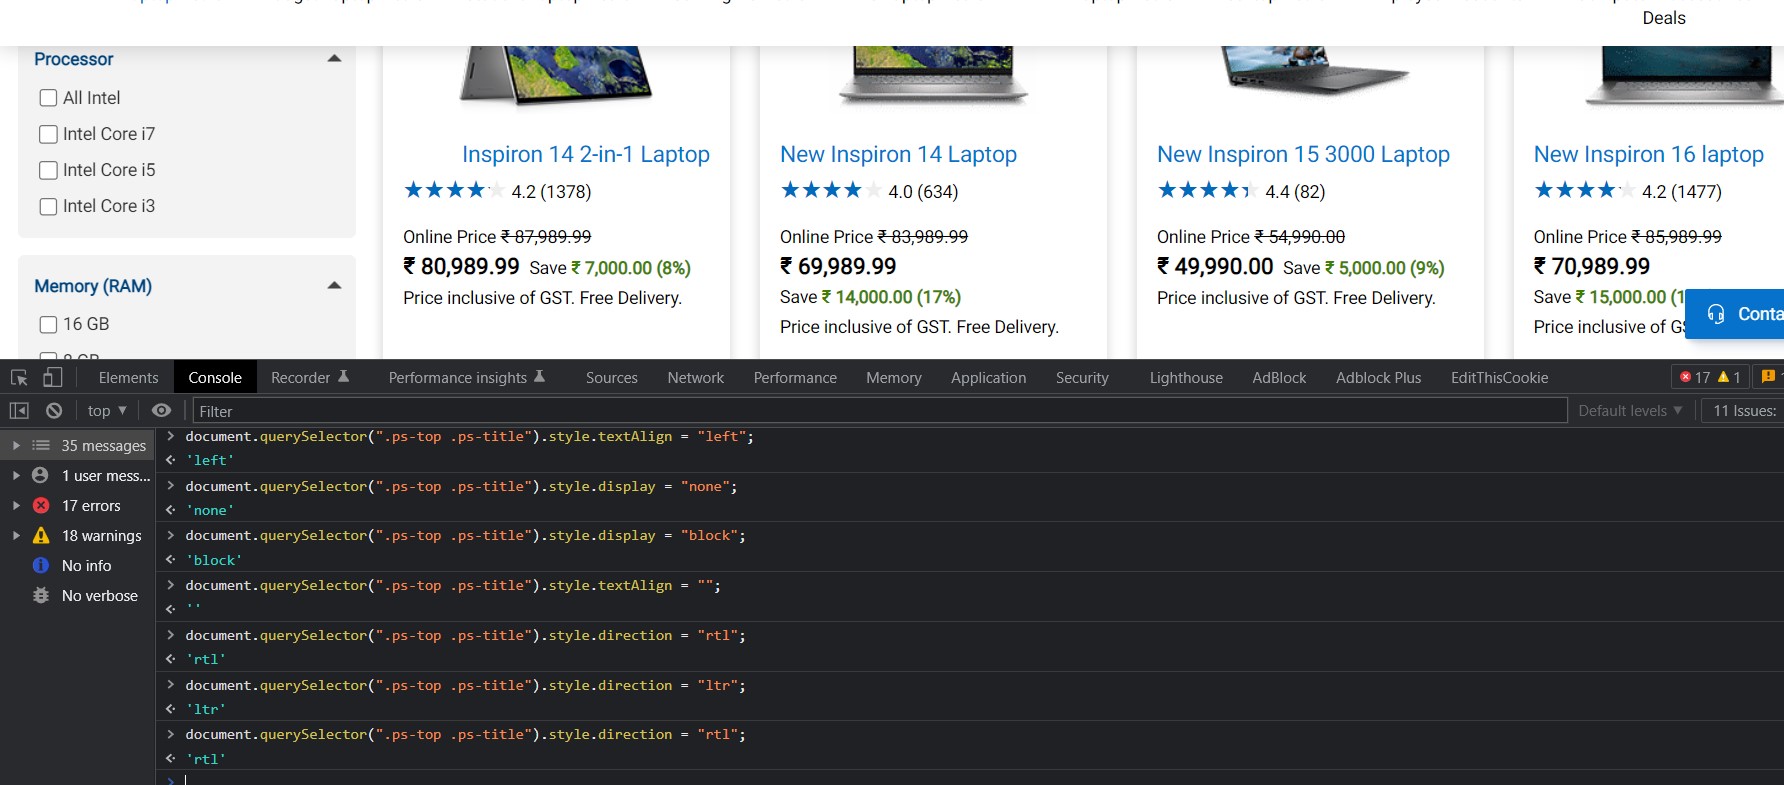 Deals
Processor
All Intel
Intel Core i7
Intel Core i5
Intel Core i3
Memory (RAM)
16 GB
8 GB
Inspiron 14 2-in-1 Laptop
4.2 (1378)
Online Price ₹ 87,989.99
₹ 80,989.99 Save ₹ 7,000.00 (8%)
Price inclusive of GST. Free Delivery.
New Inspiron 14 Laptop
4.0 (634)
Online Price ₹ 83,989.99
₹ 69,989.99
Save ₹ 14,000.00 (17%)
Price inclusive of GST. Free Delivery.
New Inspiron 15 3000 Laptop
4.4 (82)
Online Price ₹ 54,990.00
₹ 49,990.00 Save ₹ 5,000.00 (9%)
Price inclusive of GST. Free Delivery.
New Inspiron 16 laptop
4.2 (1477)
Online Price ₹ 85,989.99
₹ 70,989.99
Save ₹ 15,000.00 (1
Price inclusive of G
Conta
Elements Console Recorder Performance insights Sources Network Performance Memory Application Security Lighthouse AdBlock Adblock Plus EditThisCookie 17 1
top Filter Default levels 11 Issues:
35 messages
1 user mess...
17 errors
18 warnings
No info
No verbose
document.querySelector(".ps-top .ps-title").style.textAlign = "left";
'left'
document.querySelector(".ps-top .ps-title").style.display = "none";
'none'
document.querySelector(".ps-top .ps-title").style.display = "block";
'block'
document.querySelector(".ps-top .ps-title").style.textAlign = "";
''
document.querySelector(".ps-top .ps-title").style.direction = "rtl";
'rtl'
document.querySelector(".ps-top .ps-title").style.direction = "ltr";
'ltr'
document.querySelector(".ps-top .ps-title").style.direction = "rtl";
'rtl'